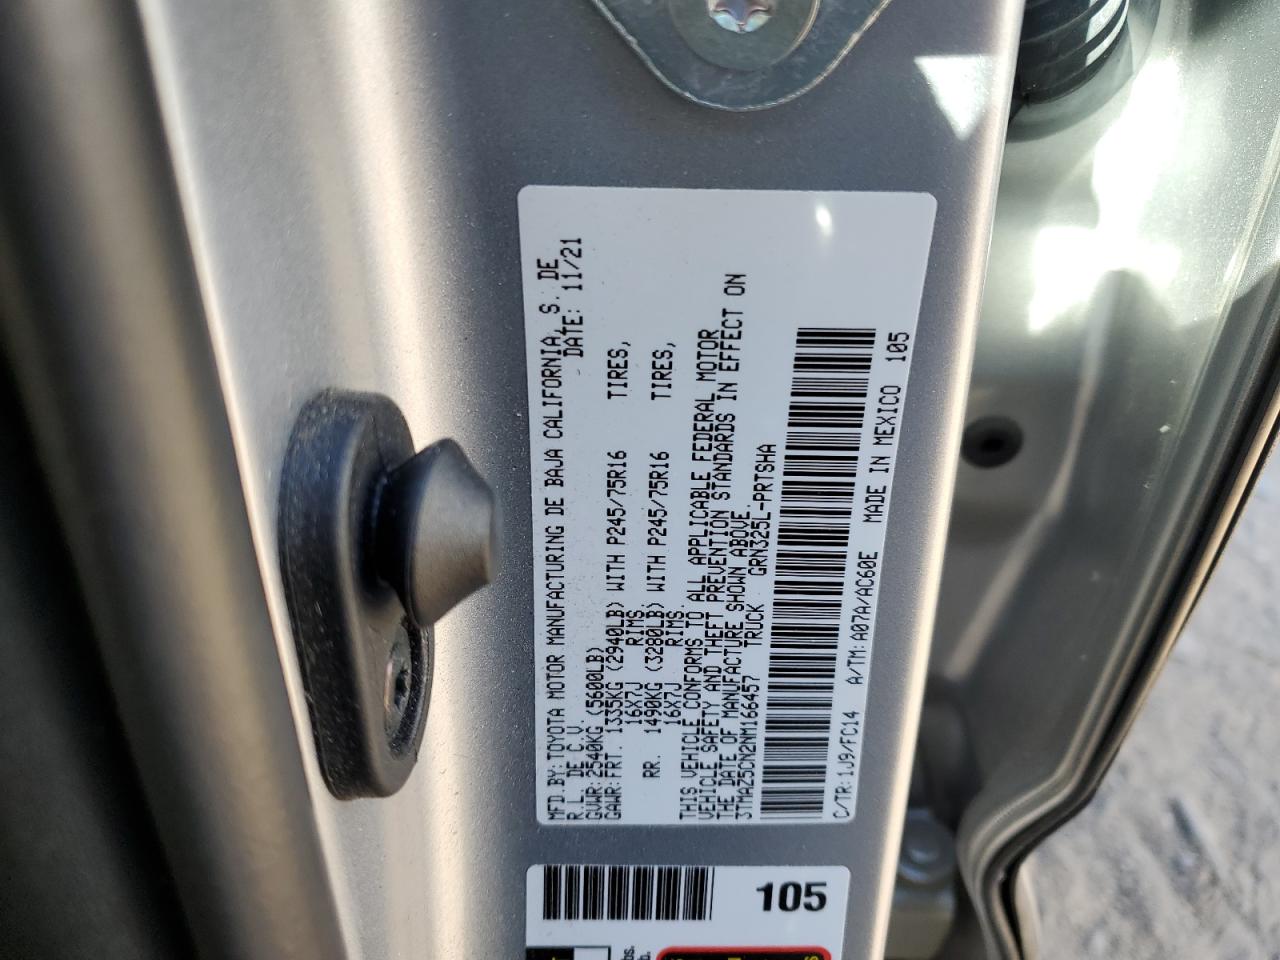 MFD.BY: TOYOTA MOTOR MANUFACTURING DE BAJA CALIFORNIA, S. DE
R.L. DE C.V. DATE: 11/21
GVWR: 2540KG (5600LB)
GAWR: FRT. 1335KG (2940LB) WITH P245/75R16 TIRES,
16X7J RIMS
RR. 1490KG (3280LB) WITH P245/75R16 TIRES,
16X7J RIMS.
THIS VEHICLE CONFORMS TO ALL APPLICABLE FEDERAL MOTOR
VEHICLE SAFETY AND THEFT PREVENTION STANDARDS IN EFFECT ON
THE DATE OF MANUFACTURE SHOWN ABOVE.
3TMAZ5CN2NM166457 TRUCK GRN325L-PRTSHA
C/TR: 1J9/FC14 A/TM: A07A/AC60E MADE IN MEXICO 105
105